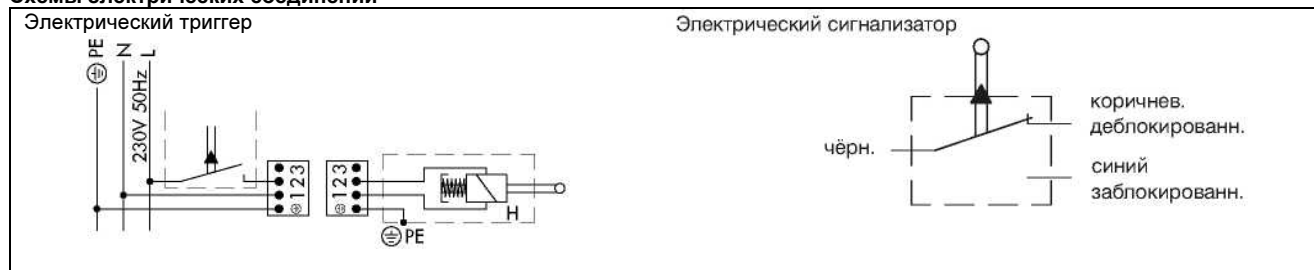 Схемы электрических соединений
Электрический триггер
PE
N
L
230V 50Hz
1 2 3
1 2 3
H
PE
Электрический сигнализатор
чёрн.
коричнев.
деблокированн.
синий
заблокированн.